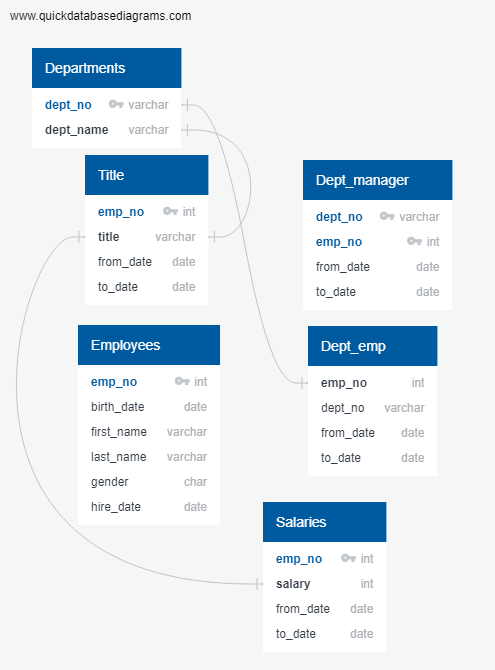 www.quickdatabasediagrams.com
Departments
dept_no varchar
dept_name varchar
Title
emp_no int
title varchar
from_date date
to_date date
Dept_manager
dept_no varchar
emp_no int
from_date date
to_date date
Employees
emp_no int
birth_date date
first_name varchar
last_name varchar
gender char
hire_date date
Dept_emp
emp_no int
dept_no varchar
from_date date
to_date date
Salaries
emp_no int
salary int
from_date date
to_date date